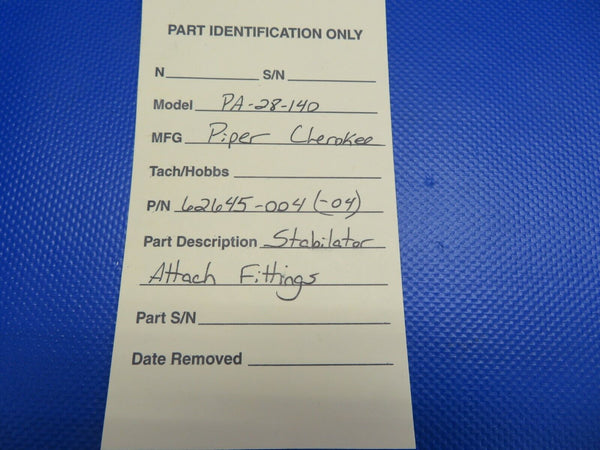 PART IDENTIFICATION ONLY
N S/N
Model PA-28-140
MFG Piper Cherokee
Tach/Hobbs
P/N 62645-004 (-04)
Part Description Stabilator
Attach Fittings
Part S/N
Date Removed